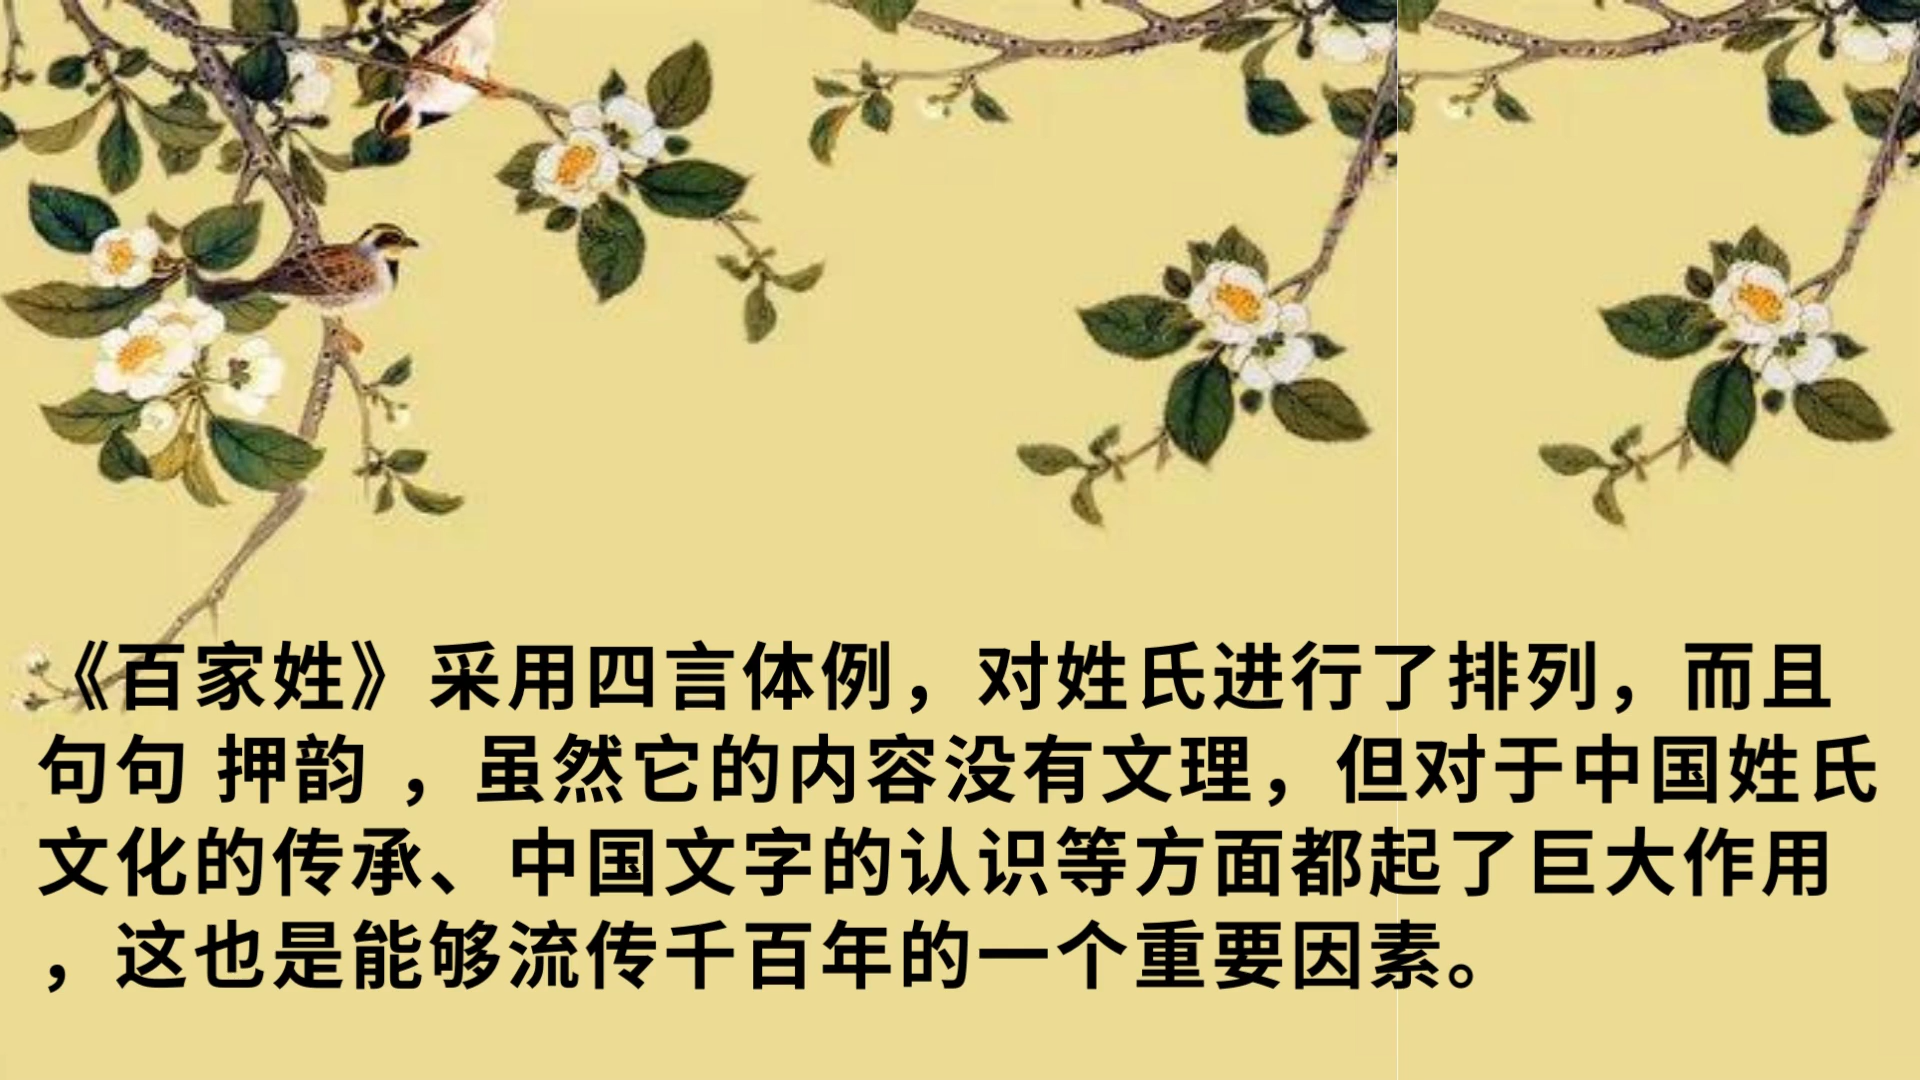 《百家姓》采用四言体例，对姓氏进行了排列，而且
句句 押韵 ，虽然它的内容没有文理，但对于中国姓氏
文化的传承、中国文字的认识等方面都起了巨大作用
，这也是能够流传千百年的一个重要因素。